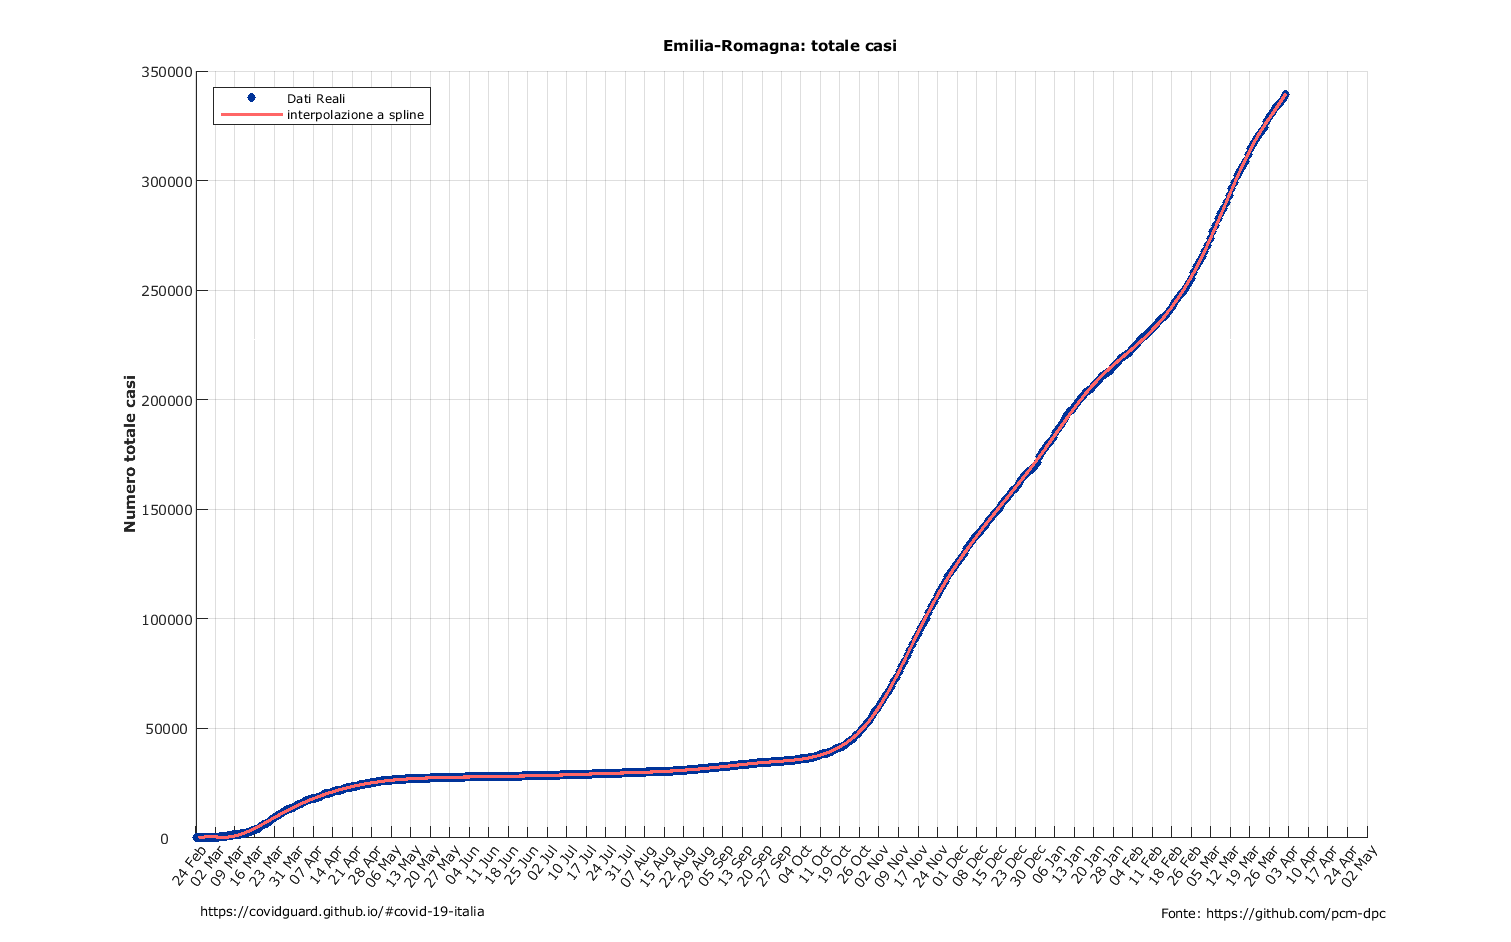 Emilia-Romagna: totale casi
Dati Reali
interpolazione a spline
Numero totale casi
350000
300000
250000
200000
150000
100000
50000
0
24 Feb
02 Mar
09 Mar
16 Mar
23 Mar
31 Mar
07 Apr
14 Apr
21 Apr
28 Apr
06 May
13 May
20 May
27 May
04 Jun
11 Jun
18 Jun
25 Jun
02 Jul
10 Jul
17 Jul
24 Jul
31 Jul
07 Aug
15 Aug
22 Aug
29 Aug
05 Sep
13 Sep
20 Sep
27 Sep
04 Oct
11 Oct
19 Oct
26 Oct
02 Nov
09 Nov
17 Nov
24 Nov
01 Dec
08 Dec
15 Dec
23 Dec
30 Dec
06 Jan
13 Jan
20 Jan
28 Jan
04 Feb
11 Feb
18 Feb
26 Feb
05 Mar
12 Mar
19 Mar
26 Mar
03 Apr
10 Apr
17 Apr
24 Apr
02 May
https://covidguard.github.io/#covid-19-italia
Fonte: https://github.com/pcm-dpc